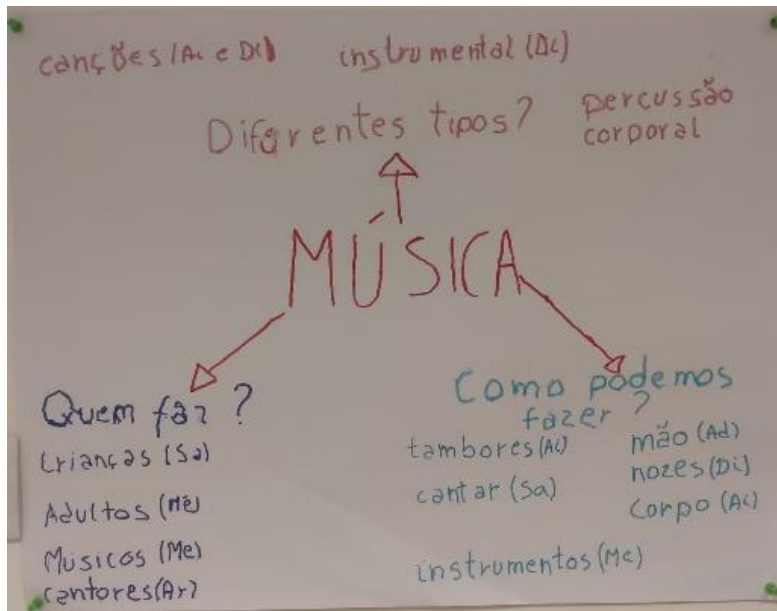 canções (Ac e Di) instrumental (Ac)
Diferentes tipos? percussão
corporal
MÚSICA
Quem faz?
Crianças (Sa)
Adultos (Me)
Músicos (Me)
cantores (Ar)
Como podemos
fazer?
tambores (Ac) mão (Ad)
cantar (Sa) nozes (Di)
Corpo (Ac)
instrumentos (Mc)